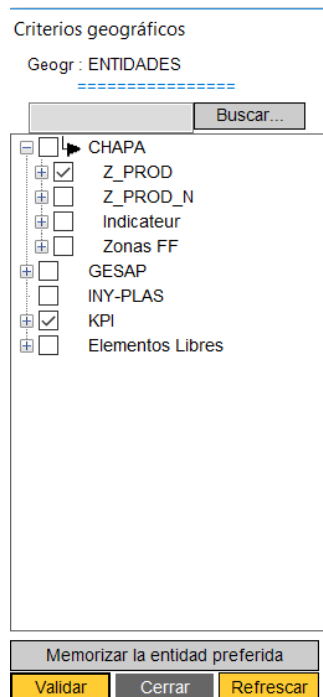 Criterios geográficos
Geogr : ENTIDADES
================
Buscar...
CHAPA
Z_PROD
Z_PROD_N
Indicateur
Zonas FF
GESAP
INY-PLAS
KPI
Elementos Libres
Memorizar la entidad preferida
Validar Cerrar Refrescar